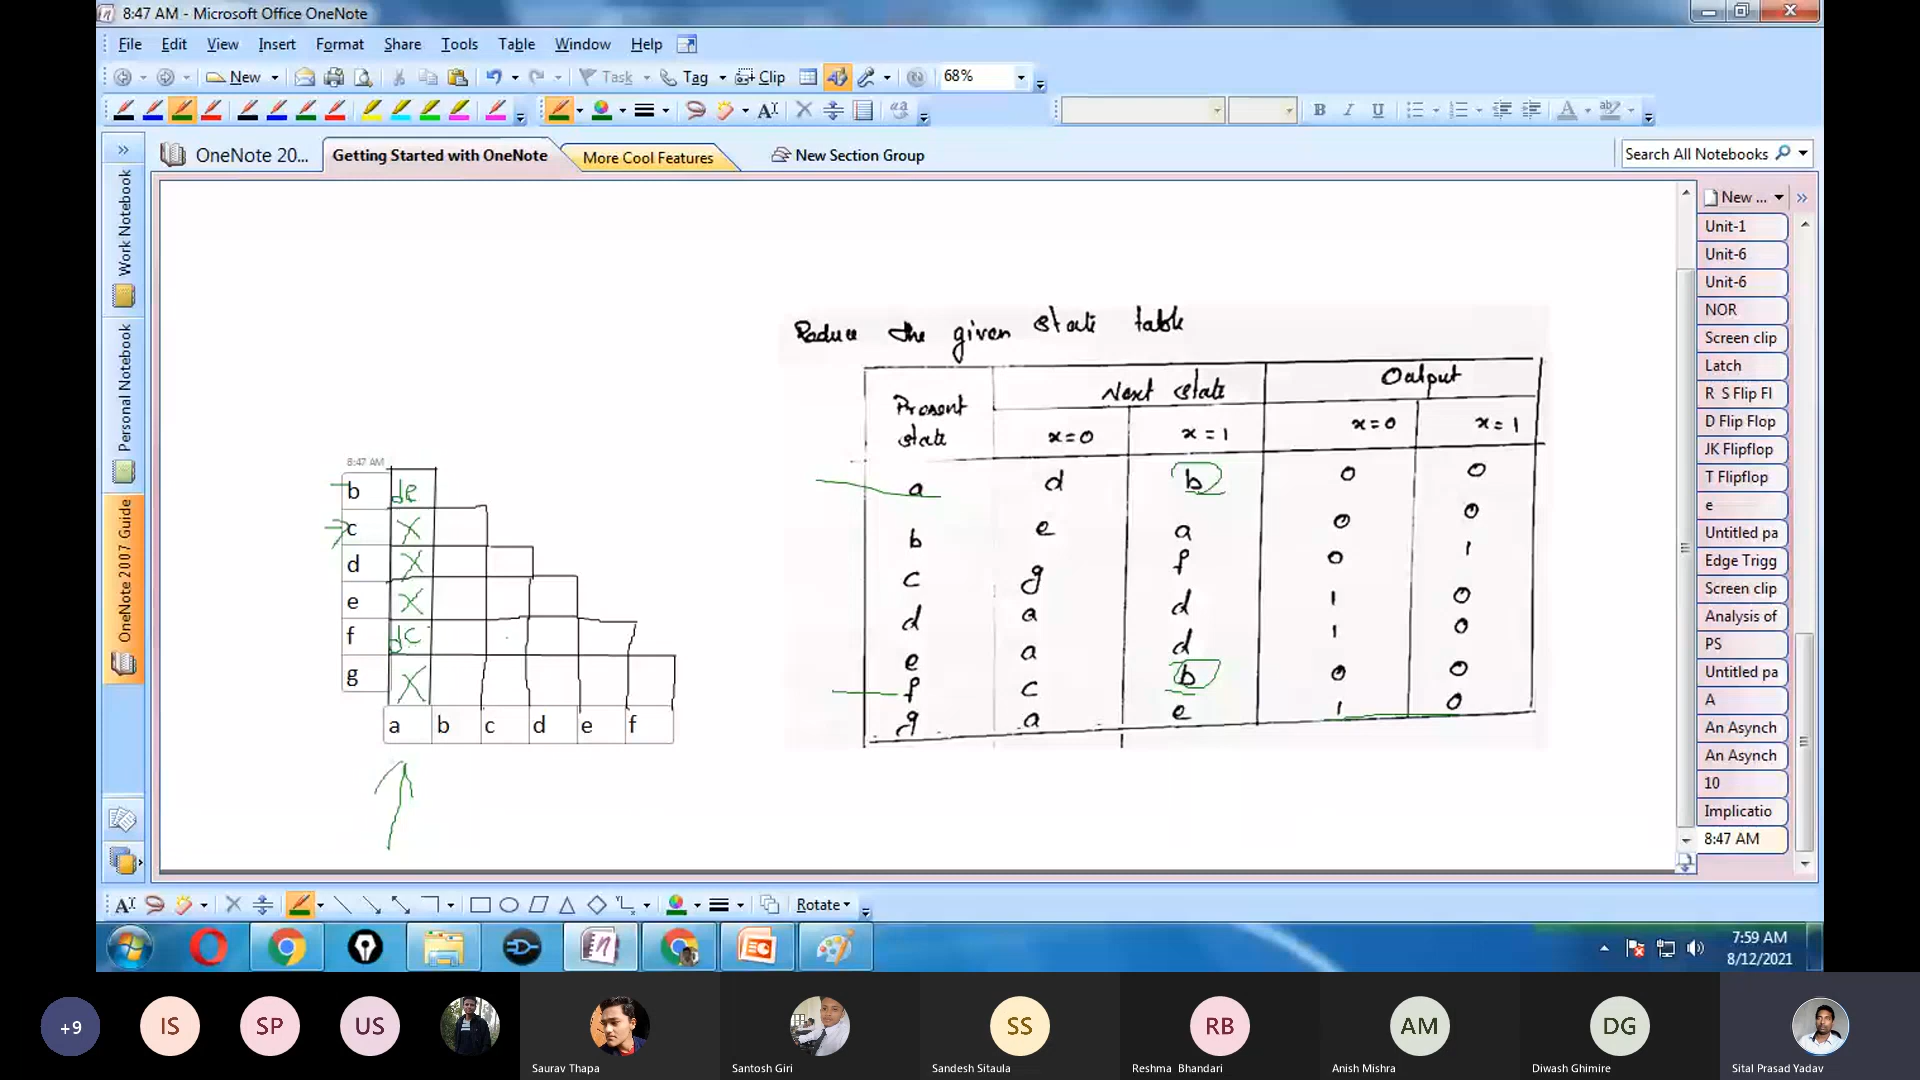 8:47 AM - Microsoft Office OneNote
File Edit View Insert Format Share Tools Table Window Help
New Task Tag Clip 68%
B I U
OneNote 20... Getting Started with OneNote More Cool Features New Section Group Search All Notebooks
Work Notebook
Personal Notebook
OneNote 2007 Guide
New ...
Unit-1
Unit-6
Unit-6
NOR
Screen clip
Latch
R S Flip Fl
D Flip Flop
JK Flipflop
T Flipflop
e
Untitled pa
Edge Trigg
Screen clip
Analysis of
PS
Untitled pa
A
An Asynch
An Asynch
10
Implicatio
8:47 AM
8:47 AM
b de
c X
d X
e X
f dc
g X
a b c d e f
Reduce the given state table
Present state Next state Output
x=0 x=1 x=0 x=1
a d b 0 0
b e a 0 0
c g f 0 1
d a d 1 0
e a d 1 0
f c b 0 0
g a e 1 0
Rotate
7:59 AM
8/12/2021
+9 IS SP US SS RB AM DG
Saurav Thapa Santosh Giri Sandesh Sitaula Reshma Bhandari Anish Mishra Diwash Ghimire Sital Prasad Yadav